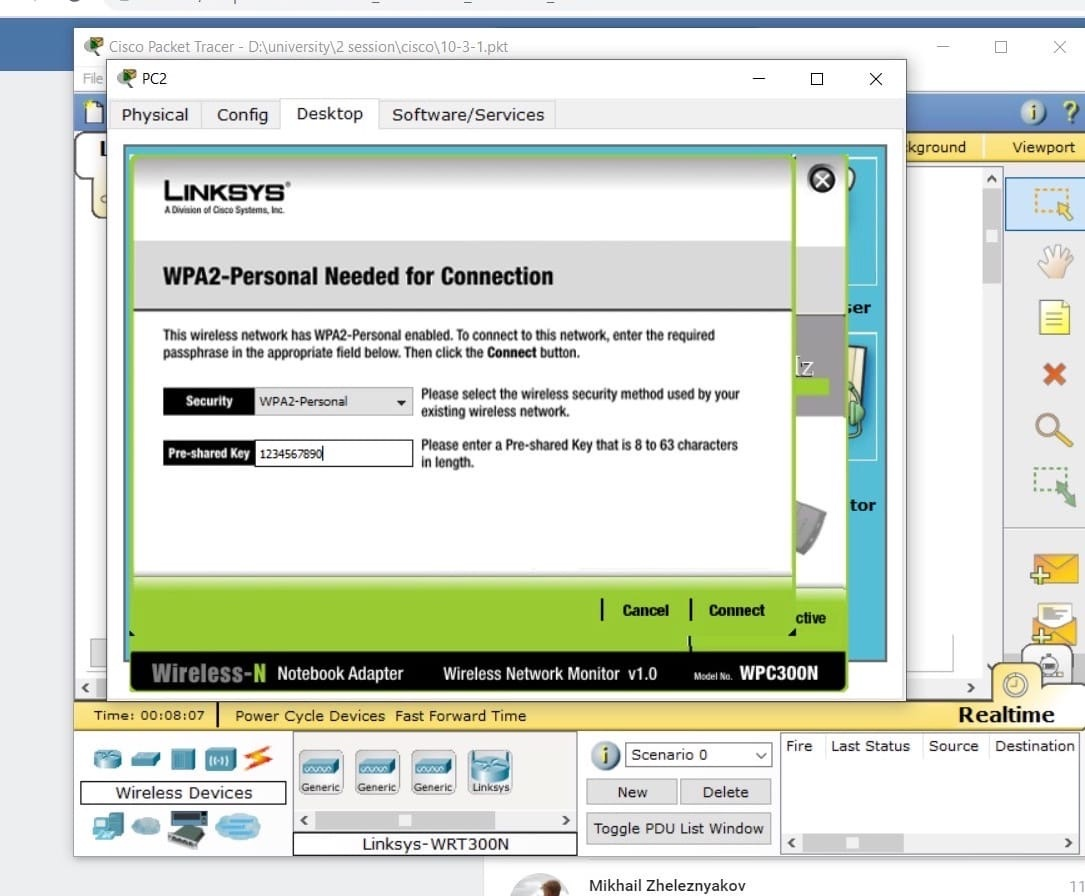 Cisco Packet Tracer - D:\university\2 session\cisco\10-3-1.pkt
File
PC2
Physical Config Desktop Software/Services
kground Viewport
LINKSYS®
A Division of Cisco Systems, Inc.
WPA2-Personal Needed for Connection
This wireless network has WPA2-Personal enabled. To connect to this network, enter the required
passphrase in the appropriate field below. Then click the Connect button.
Security WPA2-Personal
Please select the wireless security method used by your
existing wireless network.
Pre-shared Key 1234567890
Please enter a Pre-shared Key that is 8 to 63 characters
in length.
ser
tor
Cancel Connect
ctive
Wireless-N Notebook Adapter Wireless Network Monitor v1.0 Model No. WPC300N
Time: 00:08:07 Power Cycle Devices Fast Forward Time
Realtime
Wireless Devices
Generic Generic Generic Linksys
Linksys-WRT300N
Scenario 0
New Delete
Toggle PDU List Window
Fire Last Status Source Destination
Mikhail Zheleznyakov
11